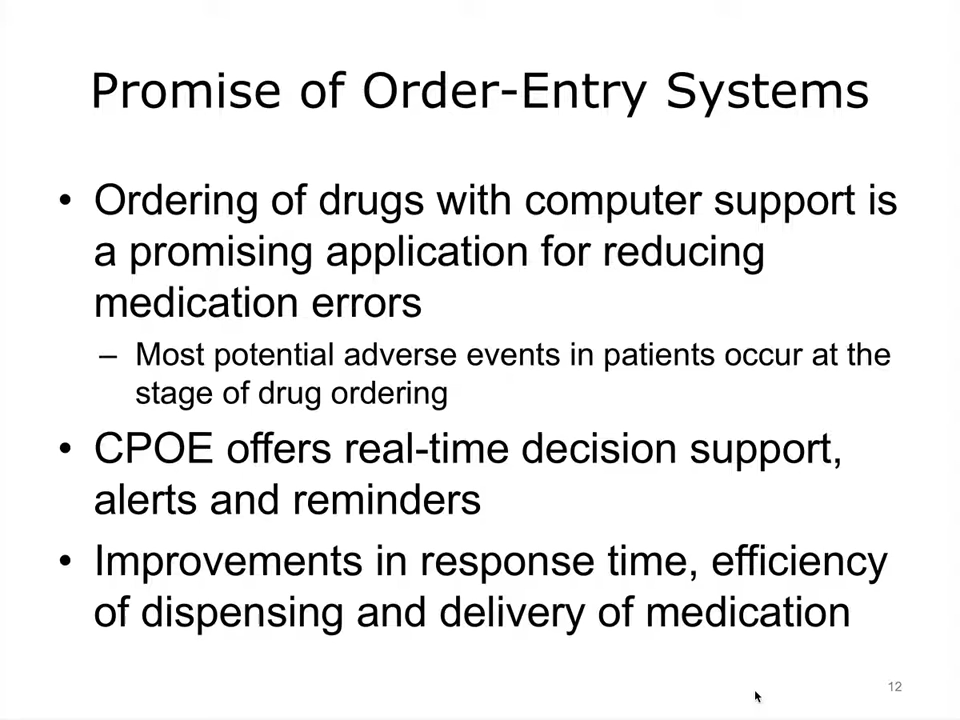 Promise of Order-Entry Systems
• Ordering of drugs with computer support is
a promising application for reducing
medication errors
– Most potential adverse events in patients occur at the
stage of drug ordering
• CPOE offers real-time decision support,
alerts and reminders
• Improvements in response time, efficiency
of dispensing and delivery of medication
12